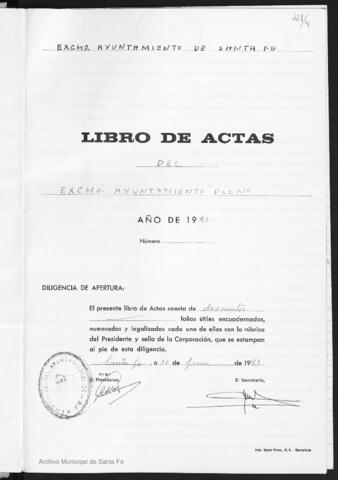 EXCMO. AYUNTAMIENTO DE SANTA FE
LIBRO DE ACTAS
DEL
EXCMO. AYUNTAMIENTO PLENO
AÑO DE 1983
Número
DILIGENCIA DE APERTURA:
El presente libro de Actas consta de doscientos
folios útiles encuadernados,
numerados y legalizados cada uno de ellos con la rúbrica
del Presidente y sello de la Corporación, que se estampan
al pie de esta diligencia.
Santa Fe, a 30 de Junio de 1983
El Presidente, El Secretario,
Imp. Bayer Hnos., S. A. - Barcelona
Archivo Municipal de Santa Fe